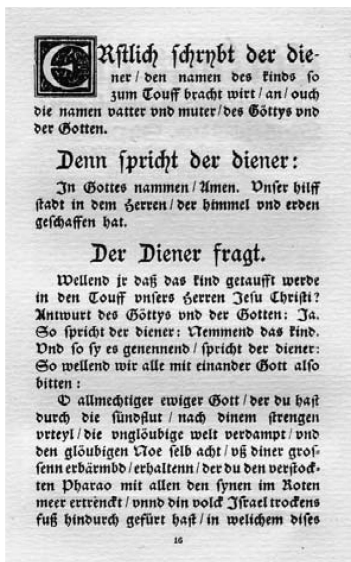 ERstlich schrybt der die-
ner / den namen des kinds so
zum Touff bracht wirt / an / ouch
die namen vatter vnd muter / des Göttys vnd
der Gotten.
Denn spricht der diener:
In Gottes nammen / Amen. Vnser hilff
stadt in dem Herren / der himmel vnd erden
geschaffen hat.
Der Diener fragt.
Wellend jr daß das kind getaufft werde
in den Touff vnsers Herren Jesu Christi?
Antwurt des Göttys vnd der Gotten: Ja.
So spricht der diener: Nemmend das kind.
Vnd so sy es genennend / spricht der diener:
So wellend wir alle mit einander Gott also
bitten:
O allmechtiger ewiger Gott / der du hast
durch die sündflut / nach dinem strengen
vrteyl / die vnglöubige welt verdampt / vnd
den glöubigen Noe selb acht / vß diner gros-
senn erbärmbd / erhaltenn / der du den verstock-
ten Pharao mit allen den synen im Roten
meer ertrenckt / vnnd din volck Israel trockens
fuß hindurch gefürt hast / in welichem dises
16